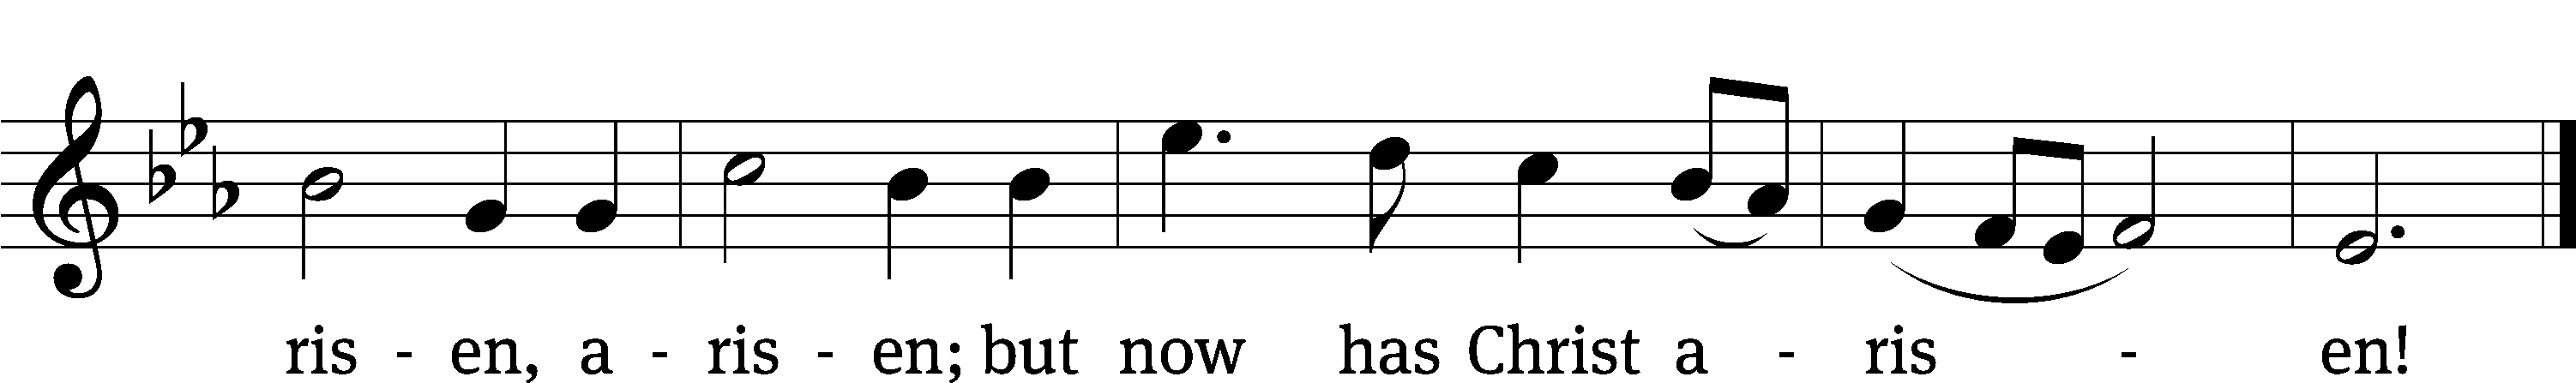 ris - en, a - ris - en; but now has Christ a - ris - en!